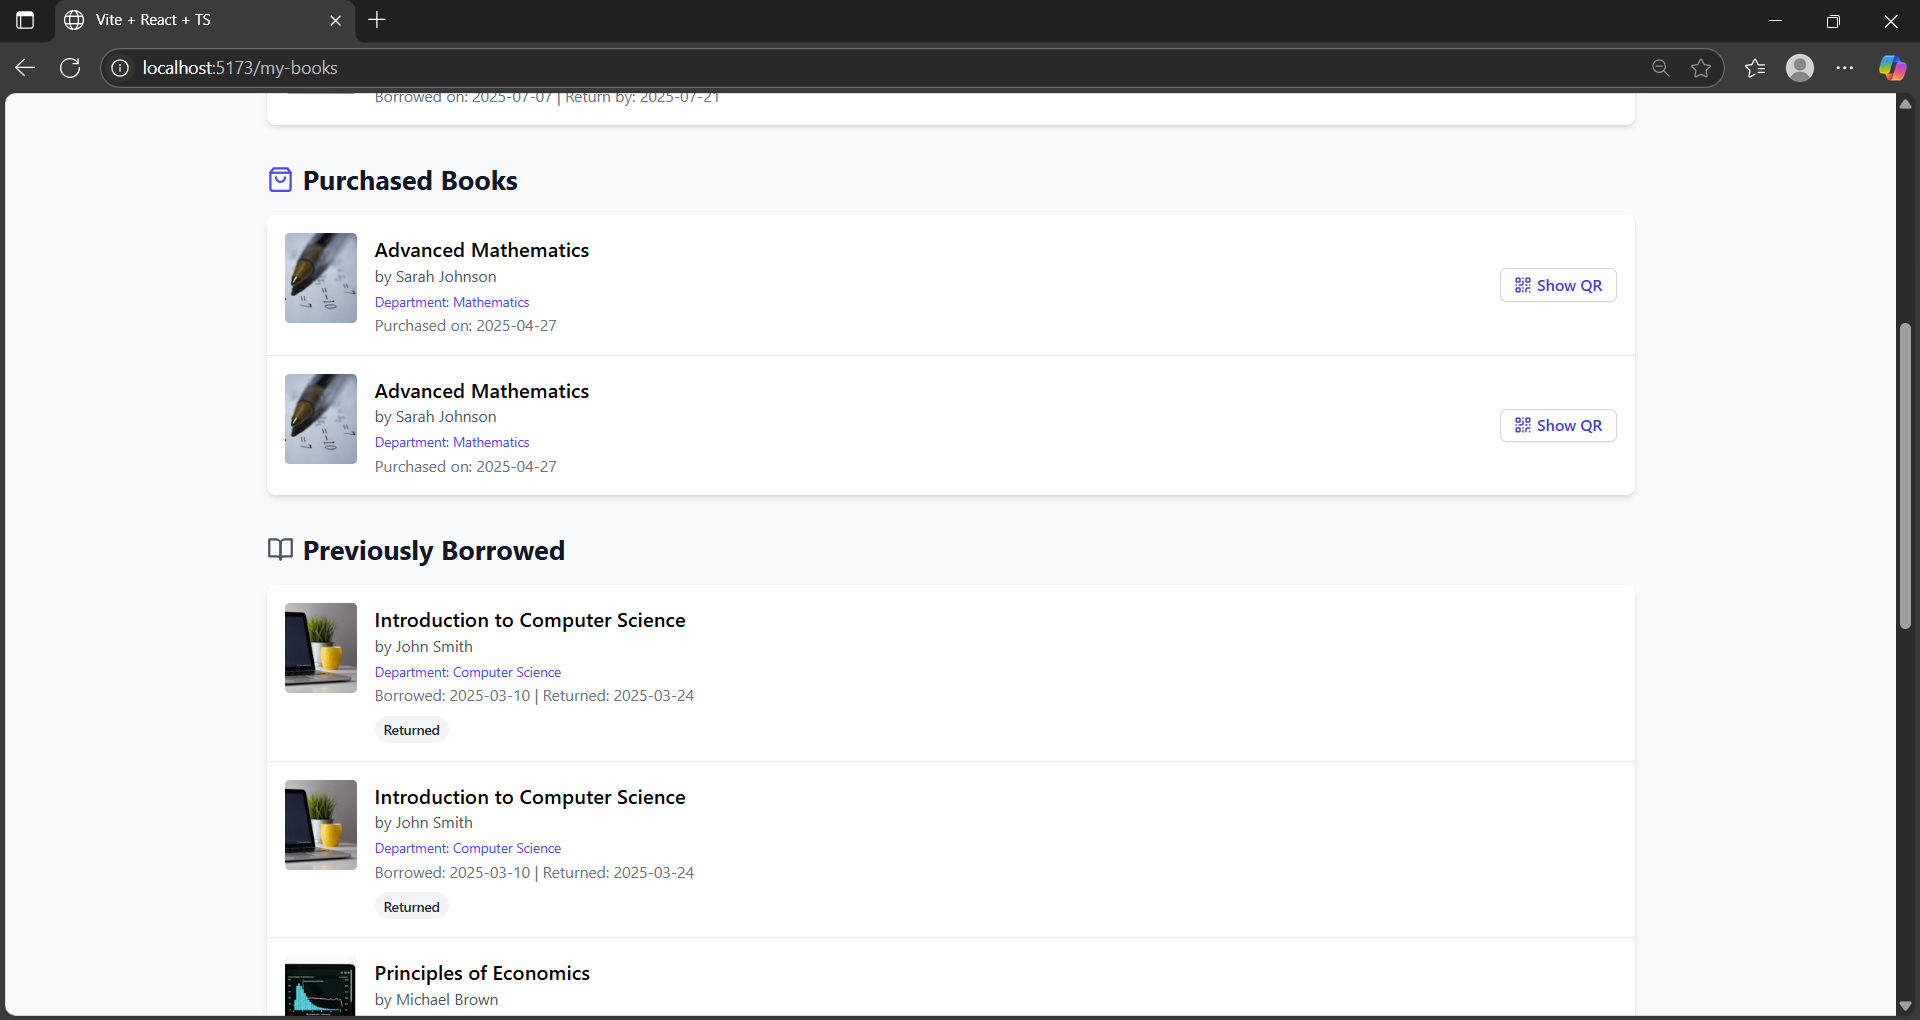 Vite + React + TS
localhost:5173/my-books
Borrowed on: 2025-07-07 | Return by: 2025-07-21
Purchased Books
Advanced Mathematics
by Sarah Johnson
Department: Mathematics
Purchased on: 2025-04-27
Show QR
Advanced Mathematics
by Sarah Johnson
Department: Mathematics
Purchased on: 2025-04-27
Show QR
Previously Borrowed
Introduction to Computer Science
by John Smith
Department: Computer Science
Borrowed: 2025-03-10 | Returned: 2025-03-24
Returned
Introduction to Computer Science
by John Smith
Department: Computer Science
Borrowed: 2025-03-10 | Returned: 2025-03-24
Returned
Principles of Economics
by Michael Brown